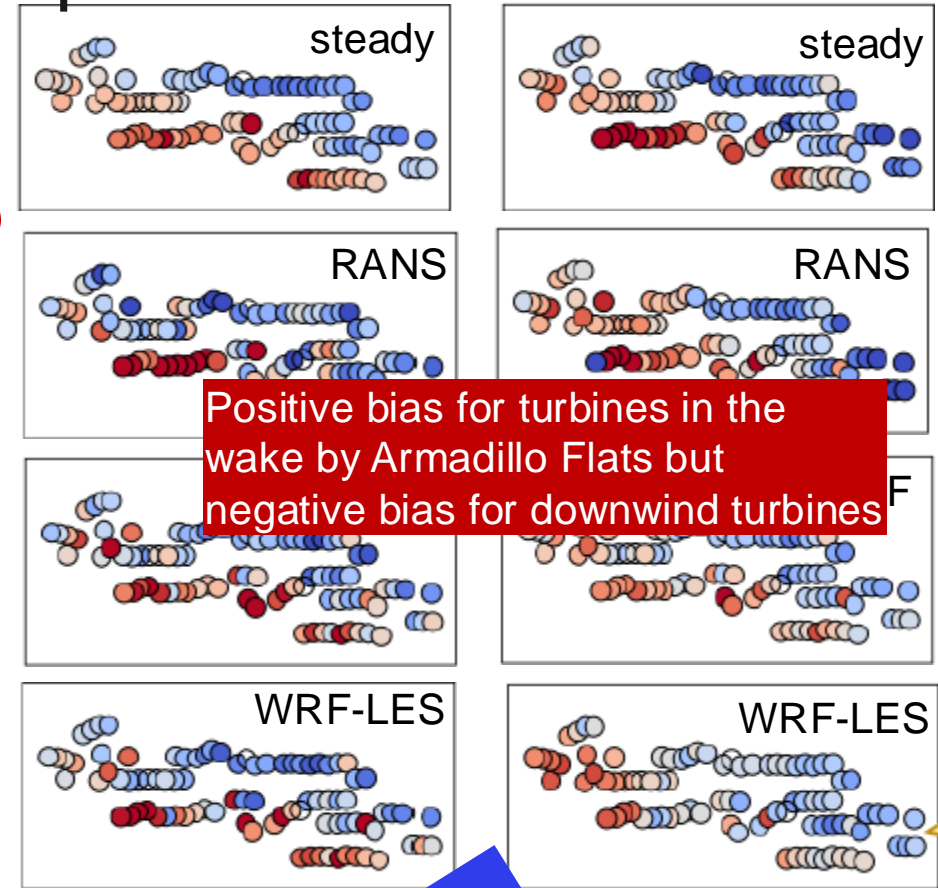 steady
steady
RANS
RANS
Positive bias for turbines in the
wake by Armadillo Flats but
negative bias for downwind turbines
F
WRF-LES
WRF-LES